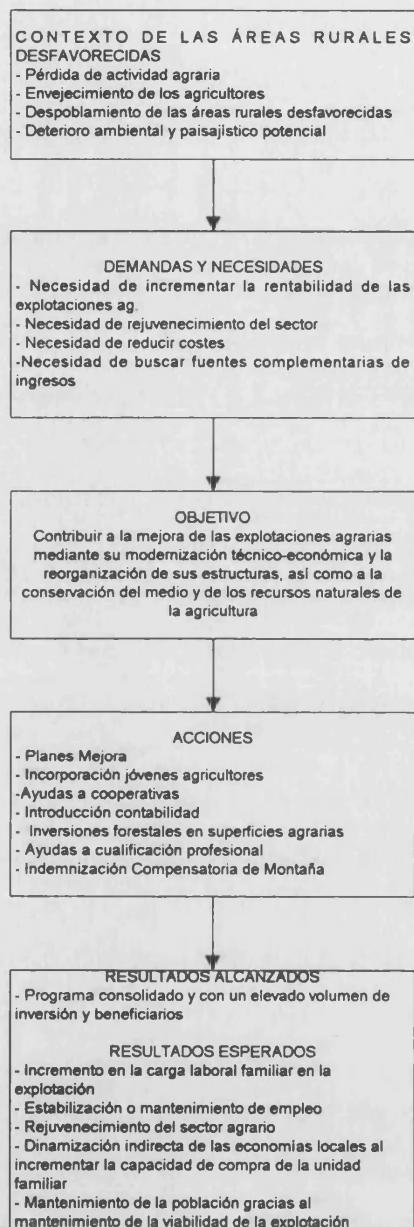 CONTEXTO DE LAS ÁREAS RURALES
DESFAVORECIDAS
- Pérdida de actividad agraria
- Envejecimiento de los agricultores
- Despoblamiento de las áreas rurales desfavorecidas
- Deterioro ambiental y paisajístico potencial
DEMANDAS Y NECESIDADES
- Necesidad de incrementar la rentabilidad de las
explotaciones ag.
- Necesidad de rejuvenecimiento del sector
- Necesidad de reducir costes
-Necesidad de buscar fuentes complementarias de
ingresos
OBJETIVO
Contribuir a la mejora de las explotaciones agrarias
mediante su modernización técnico-económica y la
reorganización de sus estructuras, así como a la
conservación del medio y de los recursos naturales de
la agricultura
ACCIONES
- Planes Mejora
- Incorporación jóvenes agricultores
-Ayudas a cooperativas
- Introducción contabilidad
- Inversiones forestales en superficies agrarias
- Ayudas a cualificación profesional
- Indemnización Compensatoria de Montaña
RESULTADOS ALCANZADOS
- Programa consolidado y con un elevado volumen de
inversión y beneficiarios
RESULTADOS ESPERADOS
- Incremento en la carga laboral familiar en la
explotación
- Estabilización o mantenimiento de empleo
- Rejuvenecimiento del sector agrario
- Dinamización indirecta de las economías locales al
incrementar la capacidad de compra de la unidad
familiar
- Mantenimiento de la población gracias al
mantenimiento de la viabilidad de la explotación